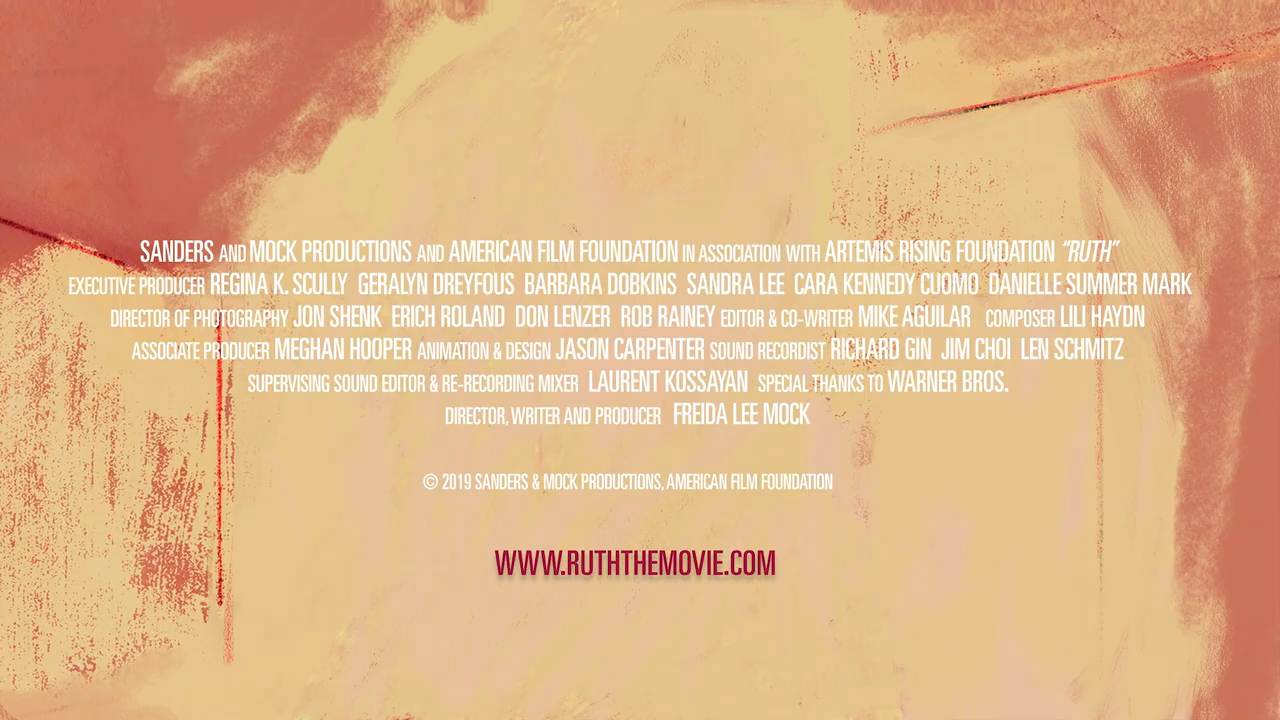 SANDERS AND MOCK PRODUCTIONS AND AMERICAN FILM FOUNDATION IN ASSOCIATION WITH ARTEMIS RISING FOUNDATION “RUTH”
EXECUTIVE PRODUCER REGINA K. SCULLY GERALYN DREYFOUS BARBARA DOBKINS SANDRA LEE CARA KENNEDY CUOMO DANIELLE SUMMER MARK
DIRECTOR OF PHOTOGRAPHY JON SHENK ERICH ROLAND DON LENZER ROB RAINEY EDITOR & CO-WRITER MIKE AGUILAR COMPOSER LILI HAYDN
ASSOCIATE PRODUCER MEGHAN HOOPER ANIMATION & DESIGN JASON CARPENTER SOUND RECORDIST RICHARD GIN JIM CHOI LEN SCHMITZ
SUPERVISING SOUND EDITOR & RE-RECORDING MIXER LAURENT KOSSAYAN SPECIAL THANKS TO WARNER BROS.
DIRECTOR, WRITER AND PRODUCER FREIDA LEE MOCK
© 2019 SANDERS & MOCK PRODUCTIONS, AMERICAN FILM FOUNDATION
WWW.RUTHTHEMOVIE.COM